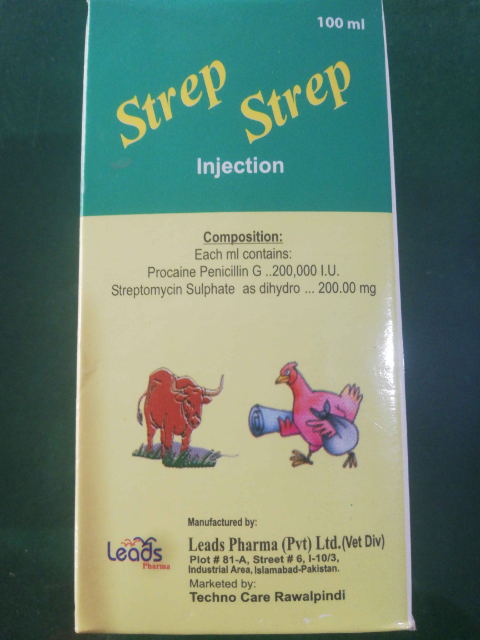 100 ml
Strep
Strep
Injection
Composition:
Each ml contains:
Procaine Penicillin G ..200,000 I.U.
Streptomycin Sulphate as dihydro ... 200.00 mg
Manufactured by:
Leads Pharma (Pvt) Ltd.(Vet Div)
Plot # 81-A, Street # 6, I-10/3,
Industrial Area, Islamabad-Pakistan.
Marketed by:
Techno Care Rawalpindi
Leads
Pharma